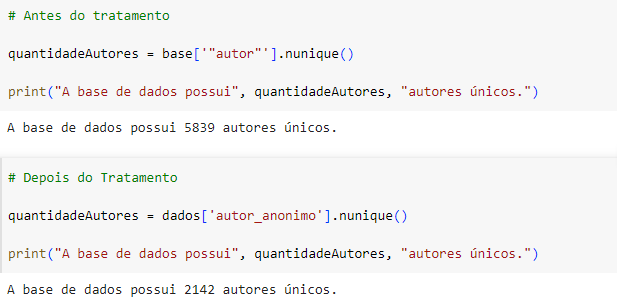 # Antes do tratamento
quantidadeAutores = base['"autor"'].nunique()
print("A base de dados possui", quantidadeAutores, "autores únicos.")
A base de dados possui 5839 autores únicos.
# Depois do Tratamento
quantidadeAutores = dados['autor_anonimo'].nunique()
print("A base de dados possui", quantidadeAutores, "autores únicos.")
A base de dados possui 2142 autores únicos.